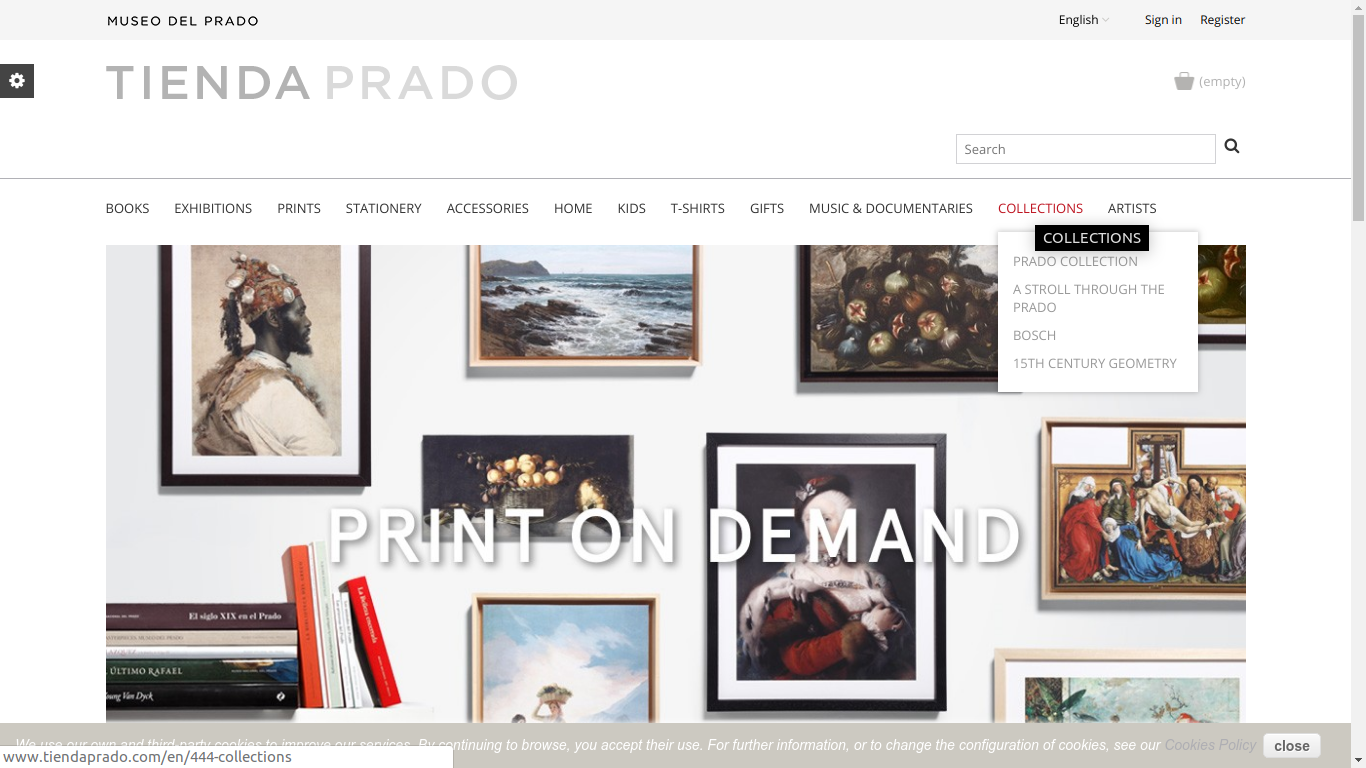 MUSEO DEL PRADO
English
Sign in
Register
TIENDA PRADO
(empty)
Search
BOOKS
EXHIBITIONS
PRINTS
STATIONERY
ACCESSORIES
HOME
KIDS
T-SHIRTS
GIFTS
MUSIC & DOCUMENTARIES
COLLECTIONS
ARTISTS
COLLECTIONS
PRADO COLLECTION
A STROLL THROUGH THE
PRADO
BOSCH
15TH CENTURY GEOMETRY
PRINT ON DEMAND
El siglo XIX en el Prado
ÚLTIMO RAFAEL
Young Van Dyck
La Belleza encerrada
We use our own and third-party cookies to improve our services. By continuing to browse, you accept their use. For further information, or to change the configuration of cookies, see our Cookies Policy
close
www.tiendaprado.com/en/444-collections